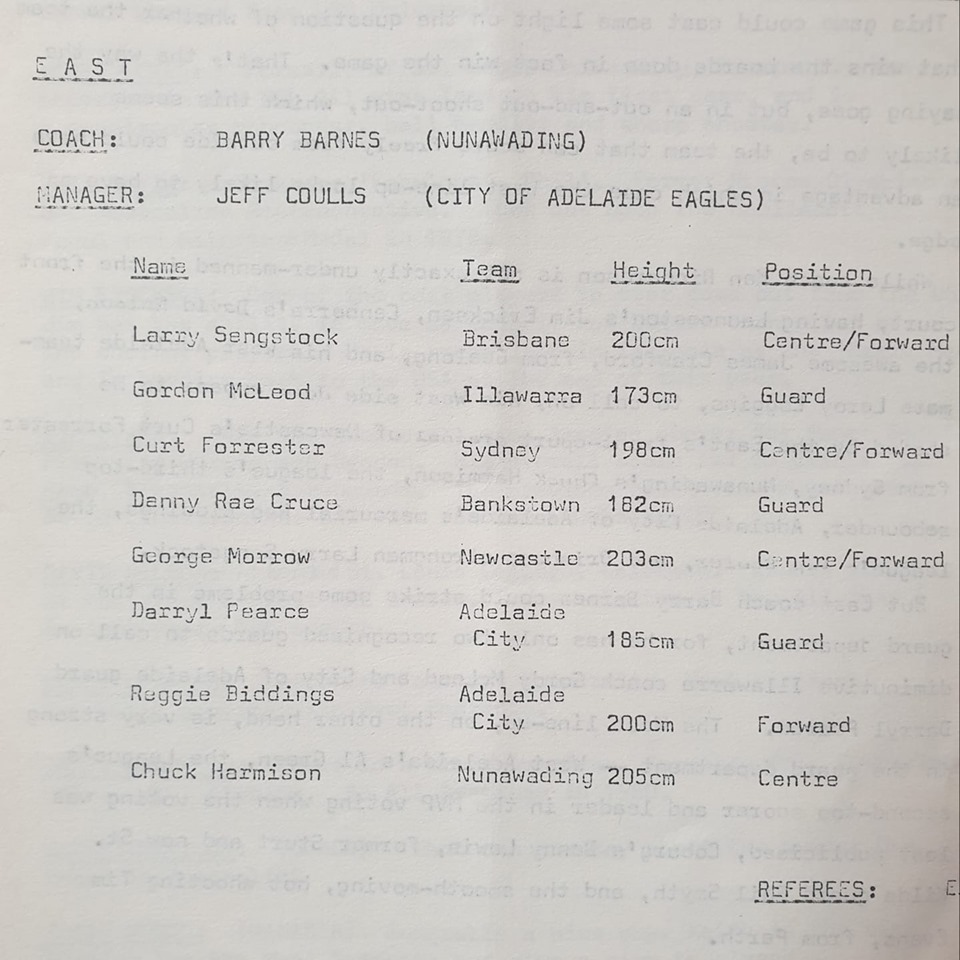 E A S T
COACH: BARRY BARNES (NUNAWADING)
MANAGER: JEFF COULLS (CITY OF ADELAIDE EAGLES)
Name Team Height Position
Larry Sengstock Brisbane 200cm Centre/Forward
Gordon McLeod Illawarra 173cm Guard
Curt Forrester Sydney 198cm Centre/Forward
Danny Rae Cruce Bankstown 182cm Guard
George Morrow Newcastle 203cm Centre/Forward
Darryl Pearce Adelaide
City 185cm Guard
Reggie Biddings Adelaide
City 200cm Forward
Chuck Harmison Nunawading 205cm Centre
REFEREES: